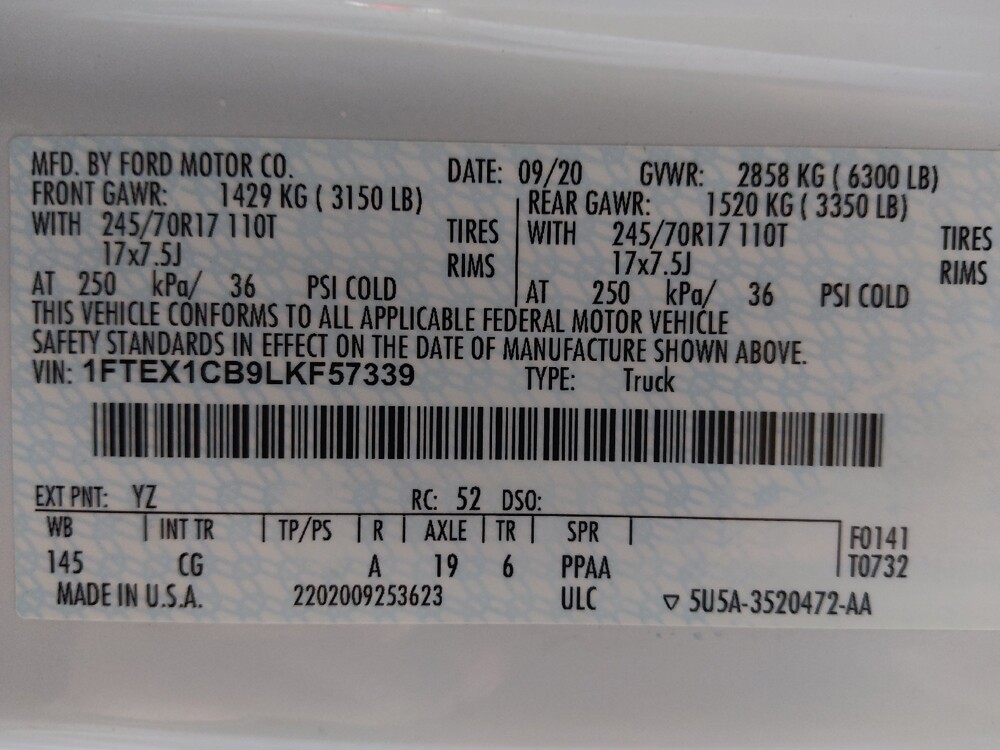 MFD. BY FORD MOTOR CO. DATE: 09/20 GVWR: 2858 KG ( 6300 LB)
FRONT GAWR: 1429 KG ( 3150 LB) REAR GAWR: 1520 KG ( 3350 LB)
WITH 245/70R17 110T TIRES WITH 245/70R17 110T TIRES
17x7.5J RIMS 17x7.5J RIMS
AT 250 kPa/ 36 PSI COLD AT 250 kPa/ 36 PSI COLD
THIS VEHICLE CONFORMS TO ALL APPLICABLE FEDERAL MOTOR VEHICLE
SAFETY STANDARDS IN EFFECT ON THE DATE OF MANUFACTURE SHOWN ABOVE.
VIN: 1FTEX1CB9LKF57339 TYPE: Truck
EXT PNT: YZ RC: 52 DSO:
WB INT TR TP/PS R AXLE TR SPR F0141
145 CG A 19 6 PPAA T0732
MADE IN U.S.A. 2202009253623 ULC ▽ 5U5A-3520472-AA